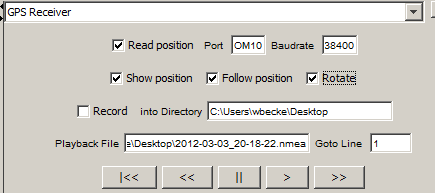 GPS Receiver
Read position Port OM10 Baudrate 38400
Show position Follow position Rotate
Record into Directory C:\Users\wbecke\Desktop
Playback File a\Desktop\2012-03-03_20-18-22.nmea Goto Line 1
|<< << || > >>